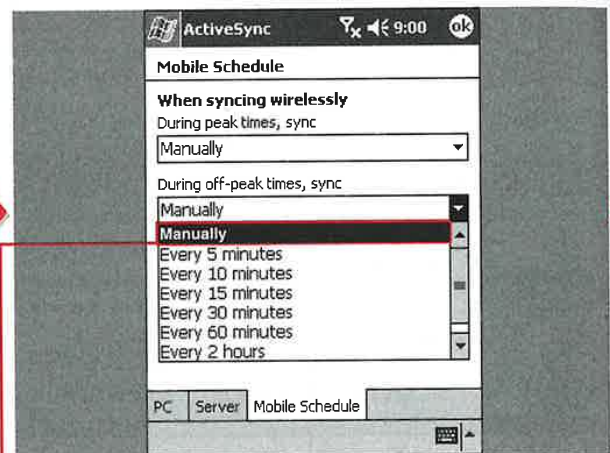 ActiveSync 9:00 ok
Mobile Schedule
When syncing wirelessly
During peak times, sync
Manually
During off-peak times, sync
Manually
Manually
Every 5 minutes
Every 10 minutes
Every 15 minutes
Every 30 minutes
Every 60 minutes
Every 2 hours
PC Server Mobile Schedule